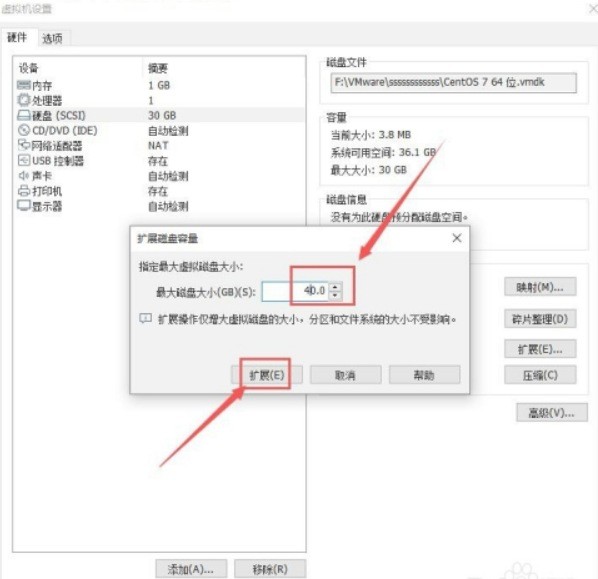 虚拟机设置
硬件 选项
设备 摘要
内存 1 GB
处理器 1
硬盘 (SCSI) 30 GB
CD/DVD (IDE) 自动检测
网络适配器 NAT
USB 控制器 存在
声卡 自动检测
打印机 存在
显示器 自动检测
磁盘文件
F:\VMware\ssssssssssss\CentOS 7 64 位.vmdk
容量
当前大小: 3.8 MB
系统可用空间: 36.1 GB
最大大小: 30 GB
磁盘信息
没有为此硬盘预分配磁盘空间。
扩展磁盘容量
指定最大虚拟磁盘大小:
最大磁盘大小(GB)(S): 40.0
扩展操作仅增大虚拟磁盘的大小，分区和文件系统的大小不受影响。
扩展(E) 取消 帮助
映射(M)...
碎片整理(D)
扩展(E)...
压缩(C)
高级(V)...
添加(A)... 移除(R)